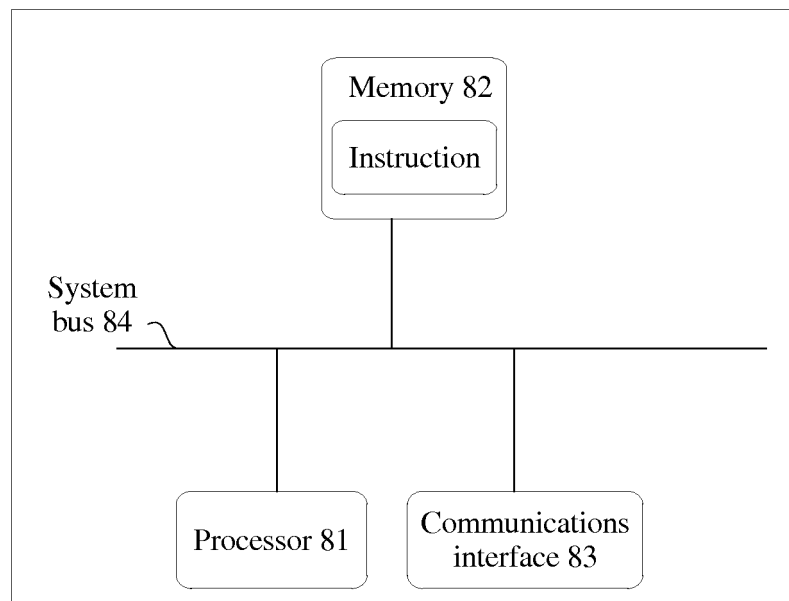 Memory 82
Instruction
System
bus 84
Processor 81
Communications
interface 83